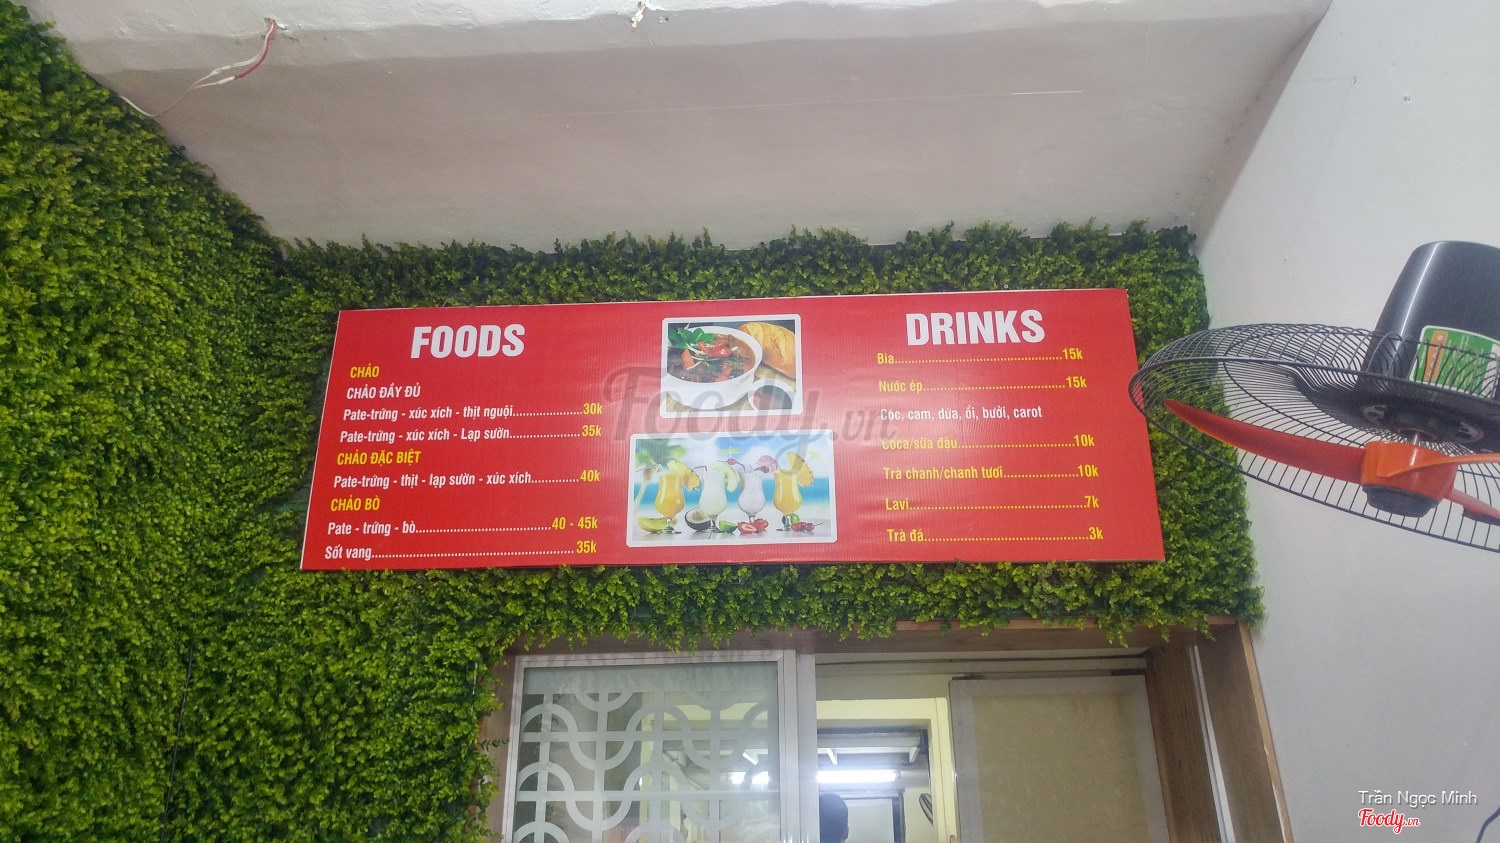 FOODS
CHẢO
CHẢO ĐẦY ĐỦ
Pate-trứng - xúc xích - thịt nguội......................30k
Pate-trứng - xúc xích - Lạp sườn......................35k
CHẢO ĐẶC BIỆT
Pate-trứng - thịt - lạp sườn - xúc xích.............40k
CHẢO BÒ
Pate - trứng - bò........................................40 - 45k
Sốt vang............................................................35k
DRINKS
Bia..................................................15k
Nước ép..........................................15k
Cóc, cam, dứa, ổi, bưởi, carot
Coca/sữa đậu..................................10k
Trà chanh/chanh tươi.....................10k
Lavi....................................................7k
Trà đá.................................................3k
Foody.vn
Trần Ngọc Minh
Foody.vn